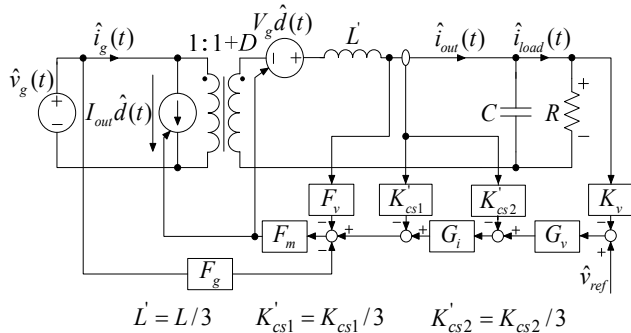 1:1+D
V_g d̂(t)
L'
î_g(t)
î_out(t)
î_load(t)
v̂_g(t)
I_out d̂(t)
C
R
F_v
K'_cs1
K'_cs2
K_v
F_m
G_i
G_v
F_g
v̂_ref
L' = L/3 K'_cs1 = K_cs1/3 K'_cs2 = K_cs2/3